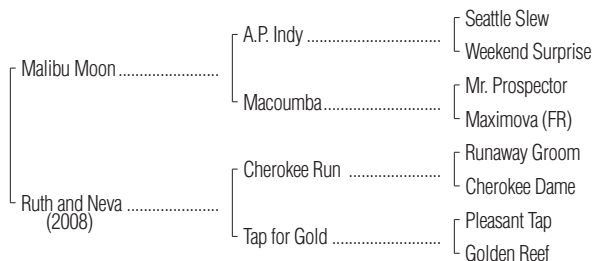 Seattle Slew
A.P. Indy ..............................
Weekend Surprise
Malibu Moon ......................
Mr. Prospector
Macoumba ..........................
Maximova (FR)
Runaway Groom
Cherokee Run ....................
Cherokee Dame
Ruth and Neva ....................
(2008)
Pleasant Tap
Tap for Gold ........................
Golden Reef